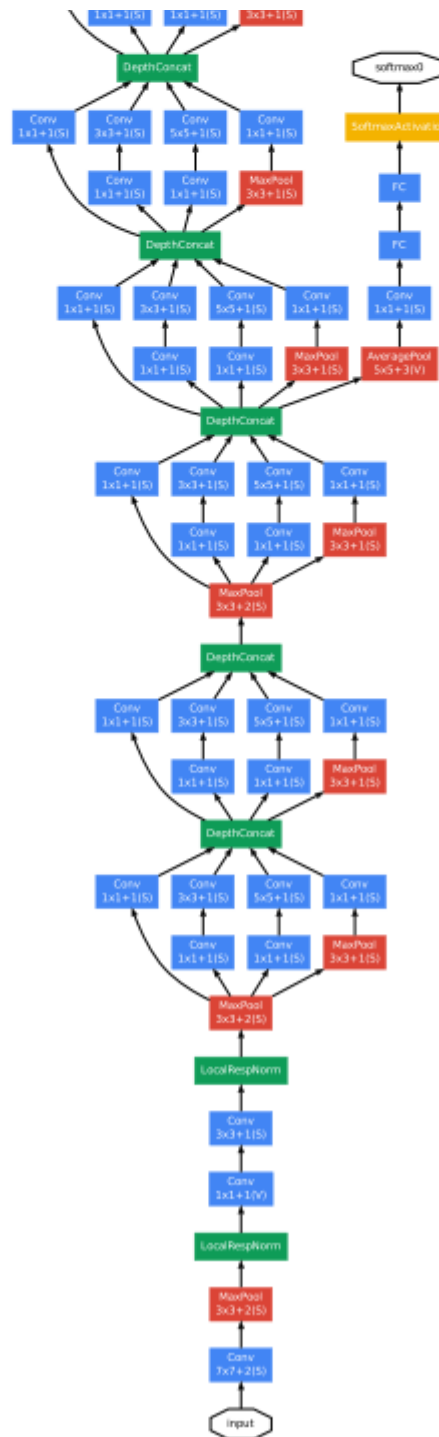 1x1+1(S) 1x1+1(S) 3x3+1(S)
DepthConcat softmax0
Conv Conv Conv Conv SoftmaxActivatio
1x1+1(S) 3x3+1(S) 5x5+1(S) 1x1+1(S)
Conv Conv MaxPool FC
1x1+1(S) 1x1+1(S) 3x3+1(S)
DepthConcat FC
Conv Conv Conv Conv Conv
1x1+1(S) 3x3+1(S) 5x5+1(S) 1x1+1(S) 1x1+1(S)
Conv Conv MaxPool AveragePool
1x1+1(S) 1x1+1(S) 3x3+1(S) 5x5+3(V)
DepthConcat
Conv Conv Conv Conv
1x1+1(S) 3x3+1(S) 5x5+1(S) 1x1+1(S)
Conv Conv MaxPool
1x1+1(S) 1x1+1(S) 3x3+1(S)
MaxPool
3x3+2(S)
DepthConcat
Conv Conv Conv Conv
1x1+1(S) 3x3+1(S) 5x5+1(S) 1x1+1(S)
Conv Conv MaxPool
1x1+1(S) 1x1+1(S) 3x3+1(S)
DepthConcat
Conv Conv Conv Conv
1x1+1(S) 3x3+1(S) 5x5+1(S) 1x1+1(S)
Conv Conv MaxPool
1x1+1(S) 1x1+1(S) 3x3+1(S)
MaxPool
3x3+2(S)
LocalRespNorm
Conv
3x3+1(S)
Conv
1x1+1(V)
LocalRespNorm
MaxPool
3x3+2(S)
Conv
7x7+2(S)
input